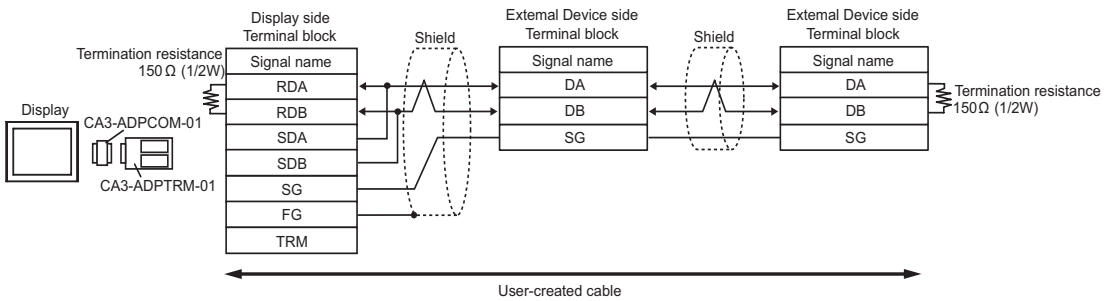 Display side
Terminal block
External Device side
Terminal block
External Device side
Terminal block
Termination resistance
150 Ω (1/2W)
Shield
Shield
Signal name
RDA
RDB
SDA
SDB
SG
FG
TRM
Signal name
DA
DB
SG
Signal name
DA
DB
SG
Termination resistance
150Ω (1/2W)
Display
CA3-ADPCOM-01
CA3-ADPTRM-01
User-created cable